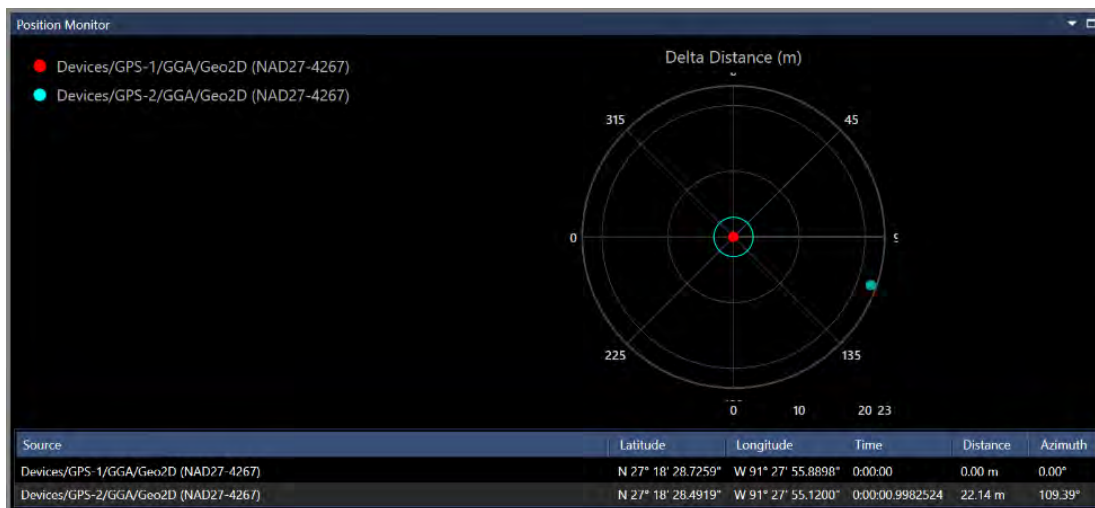 Position Monitor
Devices/GPS-1/GGA/Geo2D (NAD27-4267)
Devices/GPS-2/GGA/Geo2D (NAD27-4267)
Delta Distance (m)
315 45
0
225 135
0 10 20 23
Source Latitude Longitude Time Distance Azimuth
Devices/GPS-1/GGA/Geo2D (NAD27-4267) N 27° 18' 28.7259" W 91° 27' 55.8898" 0:00:00 0.00 m 0.00°
Devices/GPS-2/GGA/Geo2D (NAD27-4267) N 27° 18' 28.4919" W 91° 27' 55.1200" 0:00:00.9982524 22.14 m 109.39°